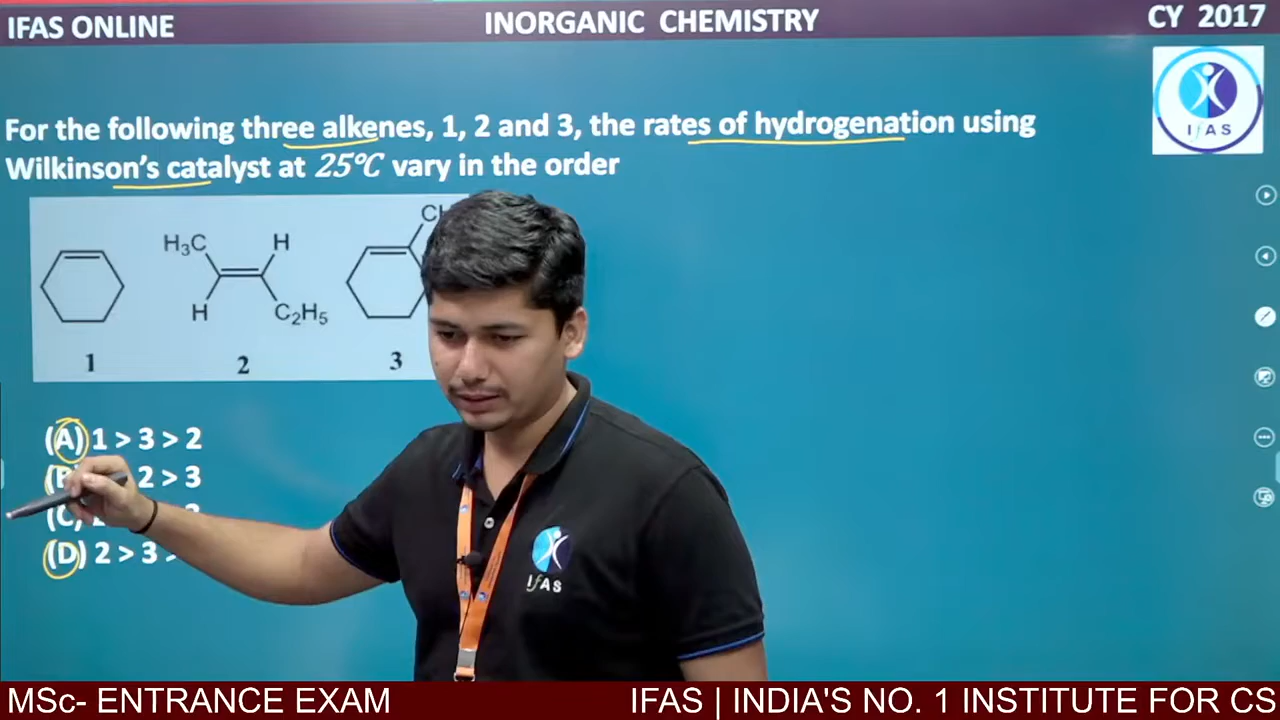 IFAS ONLINE
INORGANIC CHEMISTRY
CY 2017
IfAS
For the following three alkenes, 1, 2 and 3, the rates of hydrogenation using
Wilkinson’s catalyst at 25°C vary in the order
H₃C H
H C₂H₅
1 2 3
(A) 1 > 3 > 2
2 > 3
(D) 2 > 3 >
IfAS
MSc- ENTRANCE EXAM
IFAS | INDIA'S NO. 1 INSTITUTE FOR CS